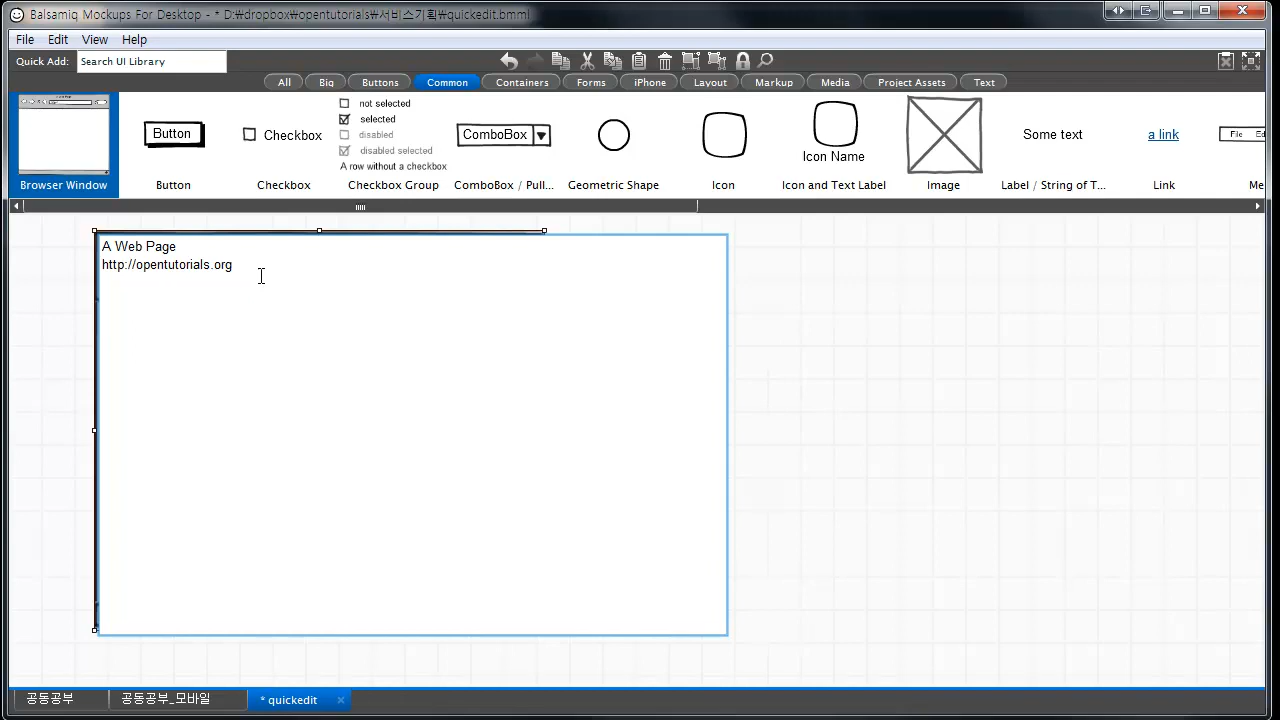 Balsamiq Mockups For Desktop - * D:₩dropbox₩opentutorials₩서비스기획₩quickedit.bmml
File Edit View Help
Quick Add: Search UI Library
All Big Buttons Common Containers Forms iPhone Layout Markup Media Project Assets Text
not selected
selected
disabled
disabled selected
A row without a checkbox
Button Checkbox ComboBox Icon Name Some text a link File Ed
Browser Window Button Checkbox Checkbox Group ComboBox / Pull... Geometric Shape Icon Icon and Text Label Image Label / String of T... Link Me
A Web Page
http://opentutorials.org
공동공부 공동공부_모바일 * quickedit